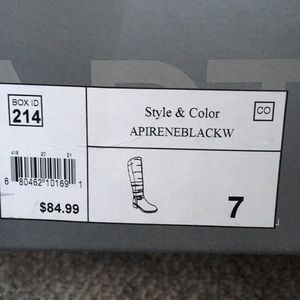 BOX ID
214
Style & Color
APIRENEBLACKW
CO
418 20 21
6 80462 10169 1
$84.99
7